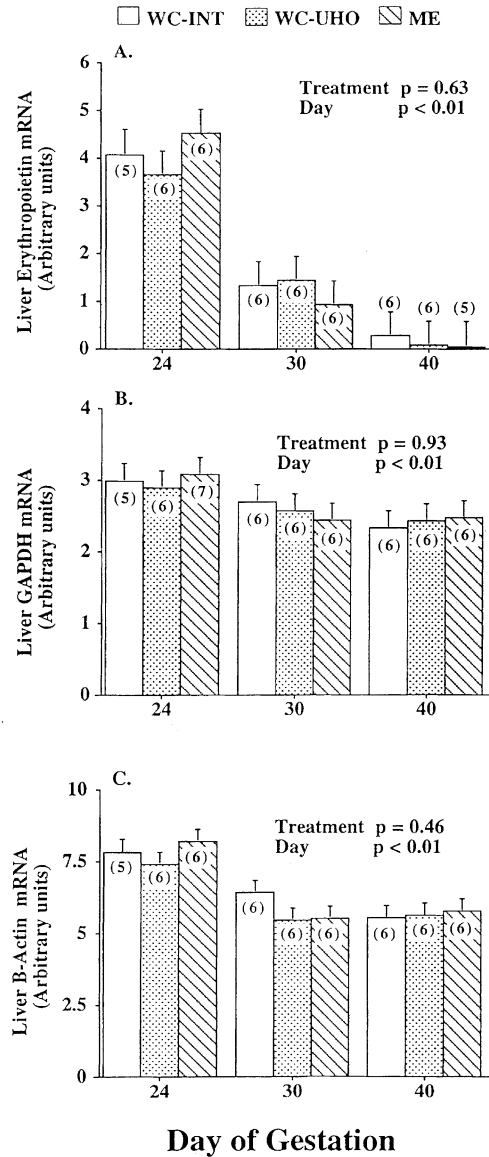 WC-INT WC-UHO ME
A.
Treatment p = 0.63
Day p < 0.01
Liver Erythropoietin mRNA
(Arbitrary units)
6
5
4
3
2
1
0
(5) (6) (6)
(6) (6) (6)
(6) (6) (5)
24 30 40
B.
Treatment p = 0.93
Day p < 0.01
Liver GAPDH mRNA
(Arbitrary units)
4
3
2
1
0
(5) (6) (7)
(6) (6) (6)
(6) (6) (6)
24 30 40
C.
Treatment p = 0.46
Day p < 0.01
Liver B-Actin mRNA
(Arbitrary units)
10
7.5
5
2.5
0
(5) (6) (6)
(6) (6) (6)
(6) (6) (6)
24 30 40
Day of Gestation